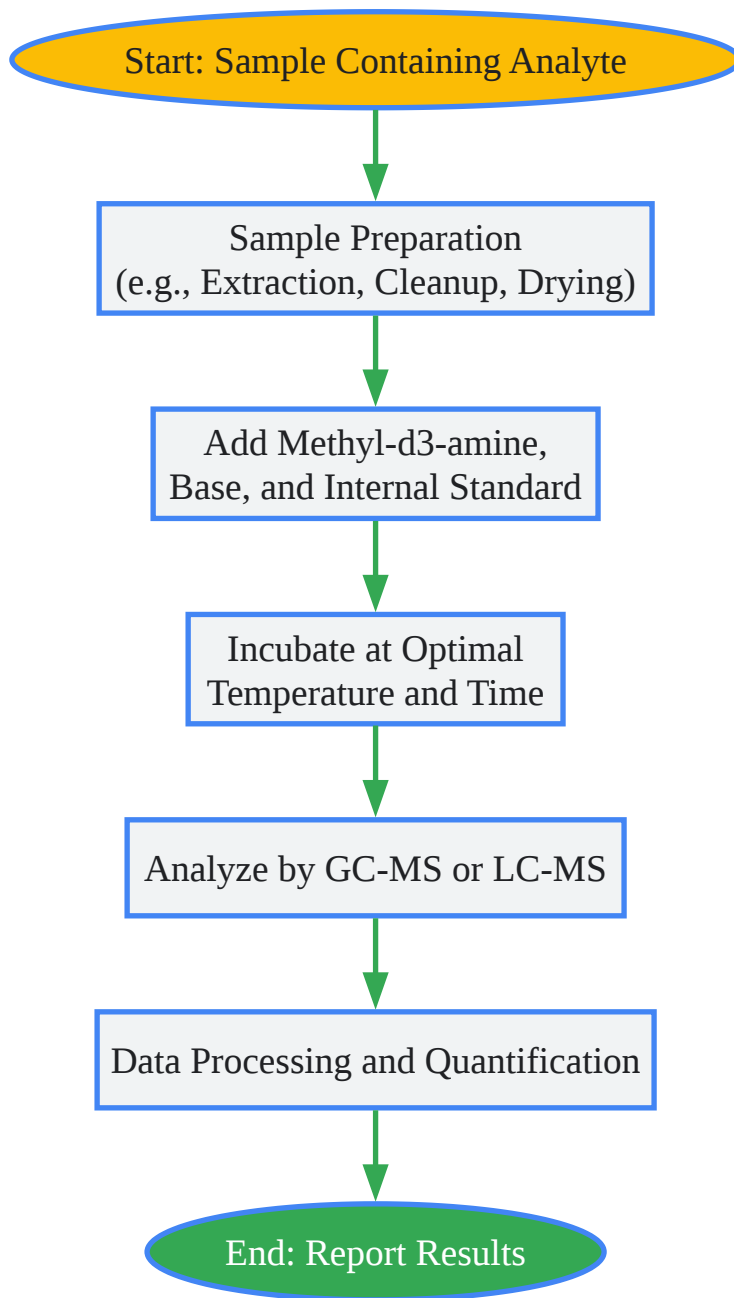 Start: Sample Containing Analyte
Sample Preparation
(e.g., Extraction, Cleanup, Drying)
Add Methyl-d3-amine,
Base, and Internal Standard
Incubate at Optimal
Temperature and Time
Analyze by GC-MS or LC-MS
Data Processing and Quantification
End: Report Results